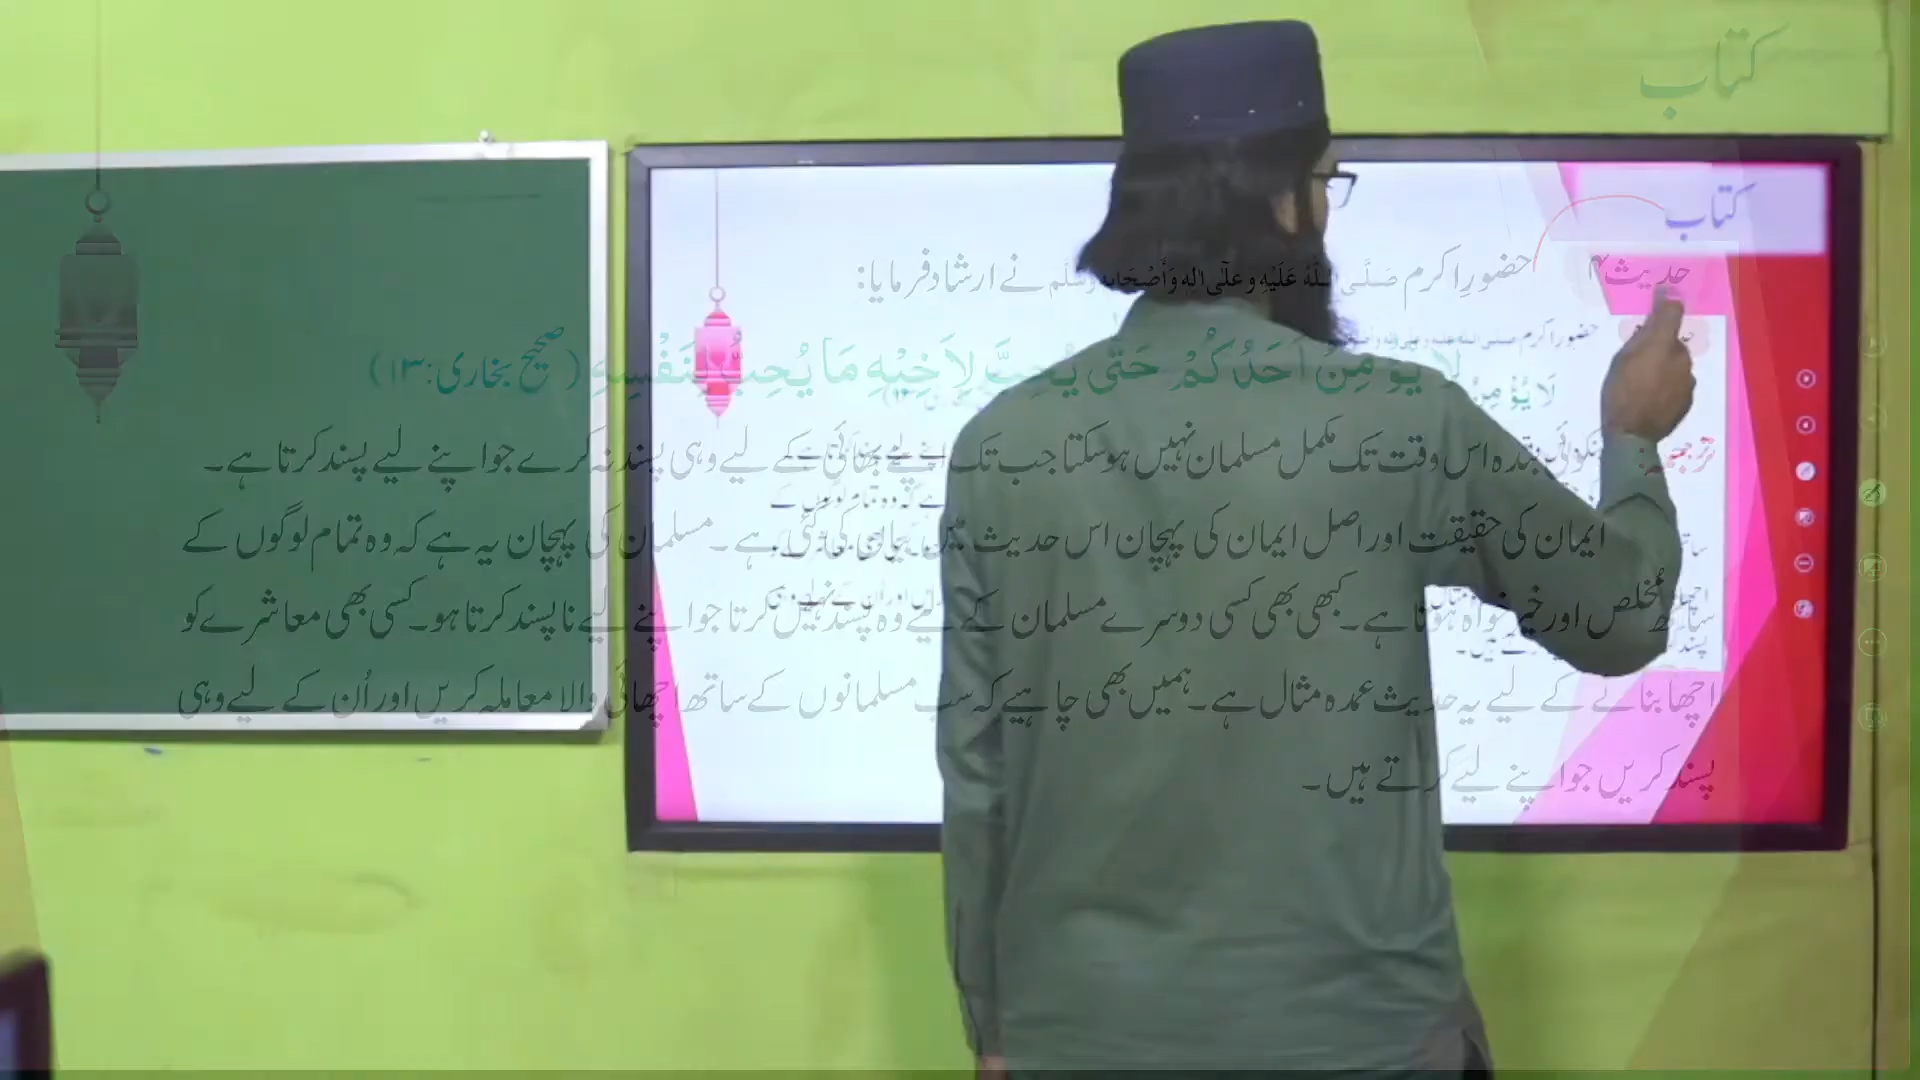 کتاب
کتاب
حدیث ۴ حضورِ اکرم صَلَّی اللّٰهُ عَلَیْهِ وعلٰی اٰلِهٖ وَاَصْحَابِهٖ وَسَلَّم نے ارشاد فرمایا:
لَا یُؤْمِنُ اَحَدُکُمْ حَتّٰی یُحِبَّ لِاَخِیْهِ مَا یُحِبُّ لِنَفْسِهٖ (صحیح بخاری:۱۳)
ترجمہ: کوئی بندہ اس وقت تک مکمل مسلمان نہیں ہوسکتا جب تک اپنے بھائی کے لیے وہی پسند نہ کرے جو اپنے لیے پسند کرتا ہے۔
ایمان کی حقیقت اور اصل ایمان کی پہچان اس حدیث میں بیان کی گئی ہے۔ مسلمان کی پہچان یہ ہے کہ وہ تمام لوگوں کے
ساتھ مُخلص اور خیر خواہ ہوتا ہے۔ کبھی بھی کسی دوسرے مسلمان کے لیے وہ پسند نہیں کرتا جو اپنے لیے ناپسند کرتا ہو۔ کسی بھی معاشرے کو
اچھا بنانے کے لیے یہ حدیث عمدہ مثال ہے۔ ہمیں بھی چاہیے کہ سب مسلمانوں کے ساتھ اچھائی والا معاملہ کریں اور اُن کے لیے وہی
پسند کریں جو اپنے لیے کرتے ہیں۔